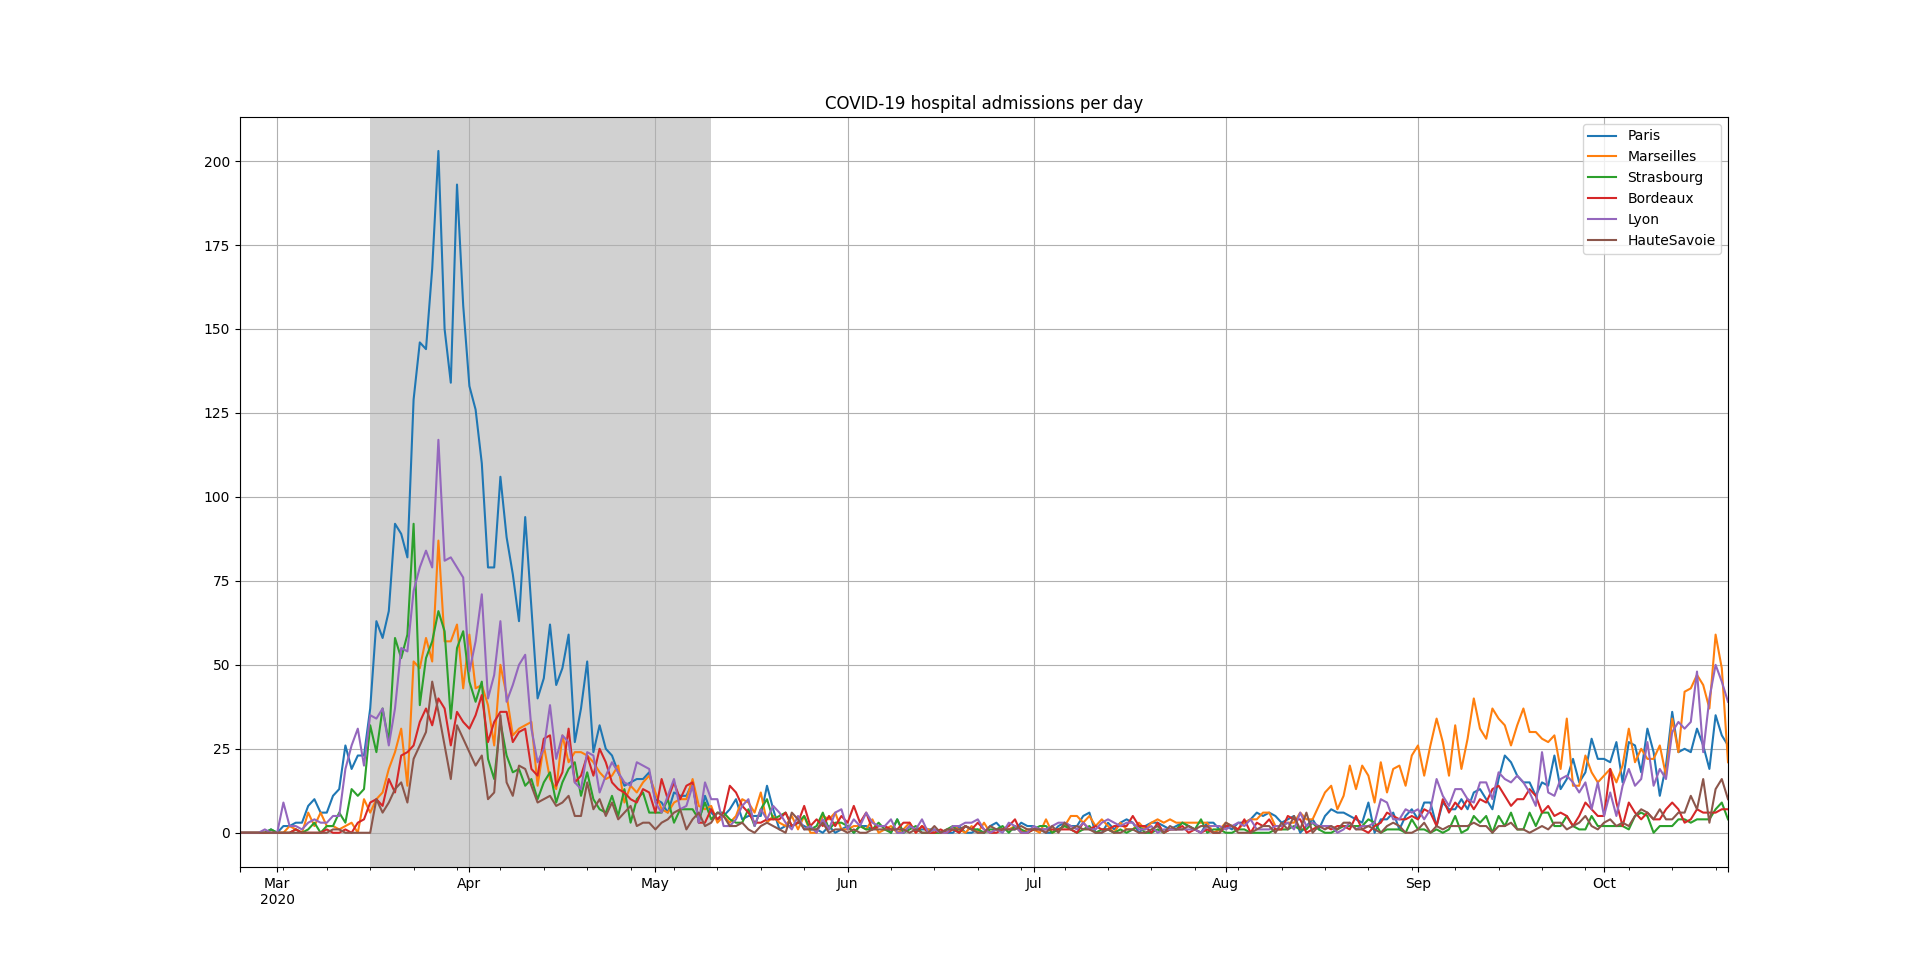 COVID-19 hospital admissions per day
Paris
Marseilles
Strasbourg
Bordeaux
Lyon
HauteSavoie
200
175
150
125
100
75
50
25
0
Mar Apr May Jun Jul Aug Sep Oct
2020